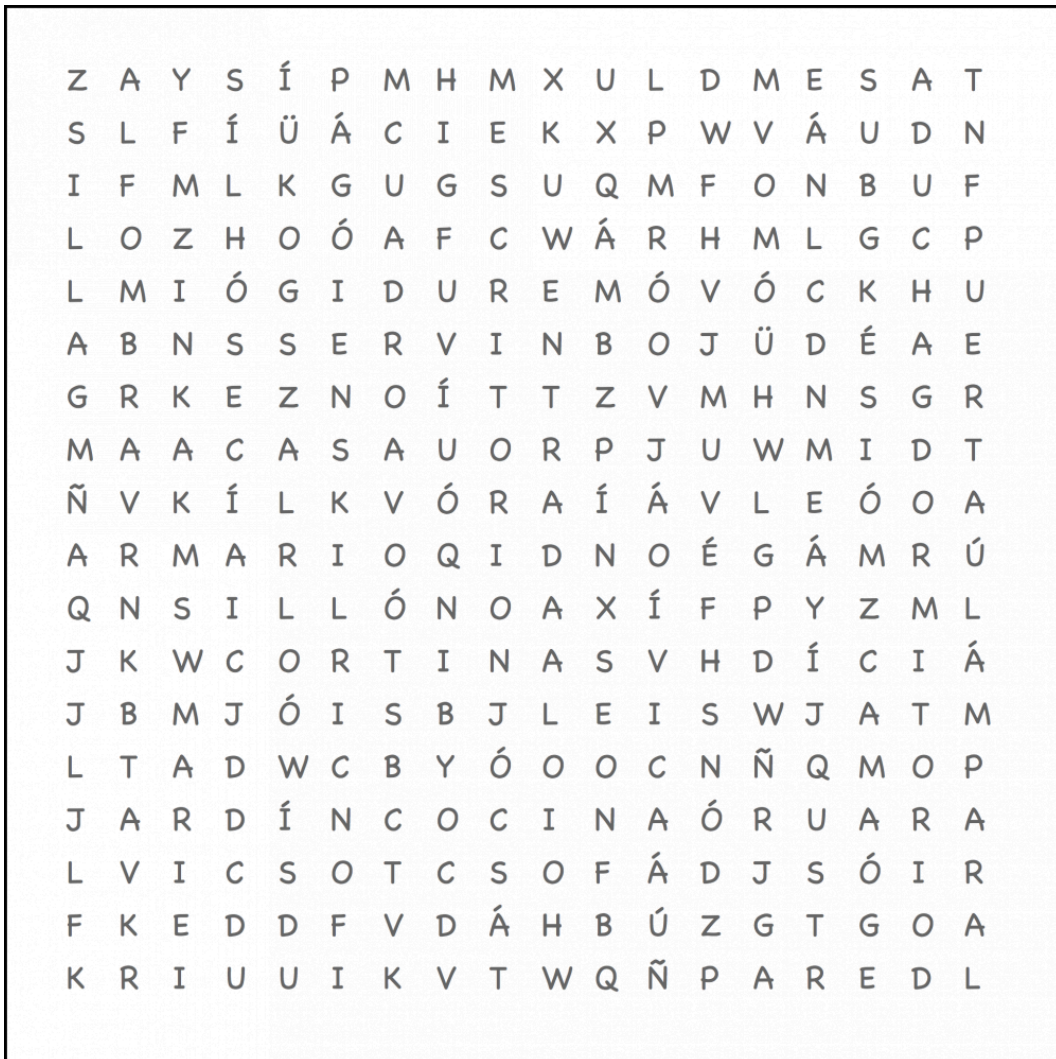 Z A Y S Í P M H M X U L D M E S A T
S L F Í Ü Á C I E K X P W V Á U D N
I F M L K G U G S U Q M F O N B U F
L O Z H O Ó A F C W Á R H M L G C P
L M I Ó G I D U R E M Ó V Ó C K H U
A B N S S E R V I N B O J Ü D É A E
G R K E Z N O Í T T Z V M H N S G R
M A A C A S A U O R P J U W M I D T
Ñ V K Í L K V Ó R A Í Á V L E Ó O A
A R M A R I O Q I D N O É G Á M R Ú
Q N S I L L Ó N O A X Í F P Y Z M L
J K W C O R T I N A S V H D Í C I Á
J B M J Ó I S B J L E I S W J A T M
L T A D W C B Y Ó O O C N Ñ Q M O P
J A R D Í N C O C I N A Ó R U A R A
L V I C S O T C S O F Á D J S Ó I R
F K E D D F V D Á H B Ú Z G T G O A
K R I U U I K V T W Q Ñ P A R E D L